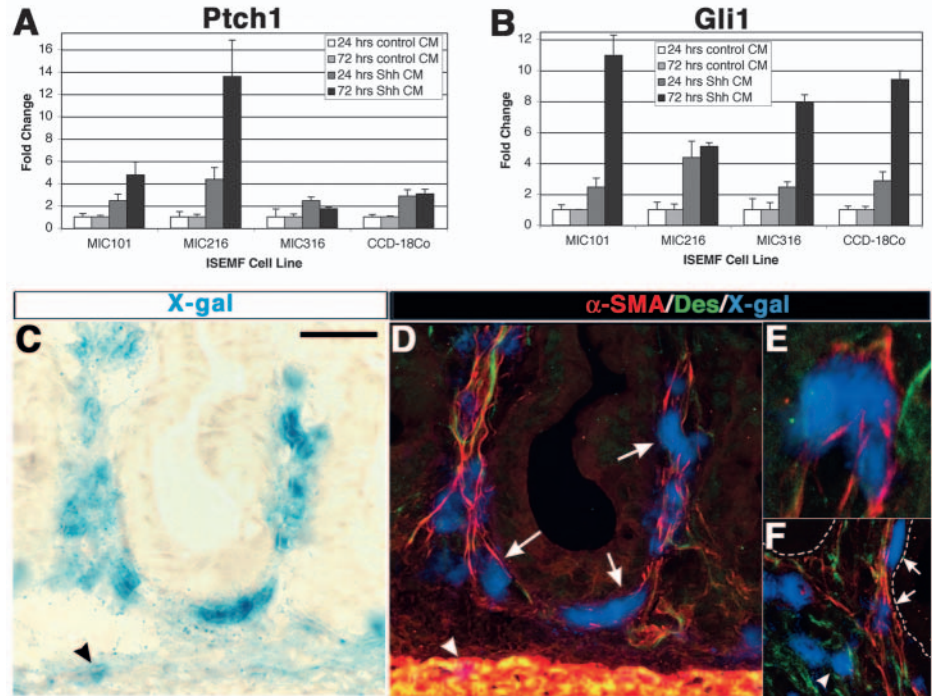 A
Ptch1
Fold Change
16
14
12
10
8
6
4
2
0
24 hrs control CM
72 hrs control CM
24 hrs Shh CM
72 hrs Shh CM
MIC101 MIC216 MIC316 CCD-18Co
ISEMF Cell Line
B
Gli1
Fold Change
12
10
8
6
4
2
0
24 hrs control CM
72 hrs control CM
24 hrs Shh CM
72 hrs Shh CM
MIC101 MIC216 MIC316 CCD-18Co
ISEMF Cell Line
X-gal
α-SMA/Des/X-gal
C
D
E
F